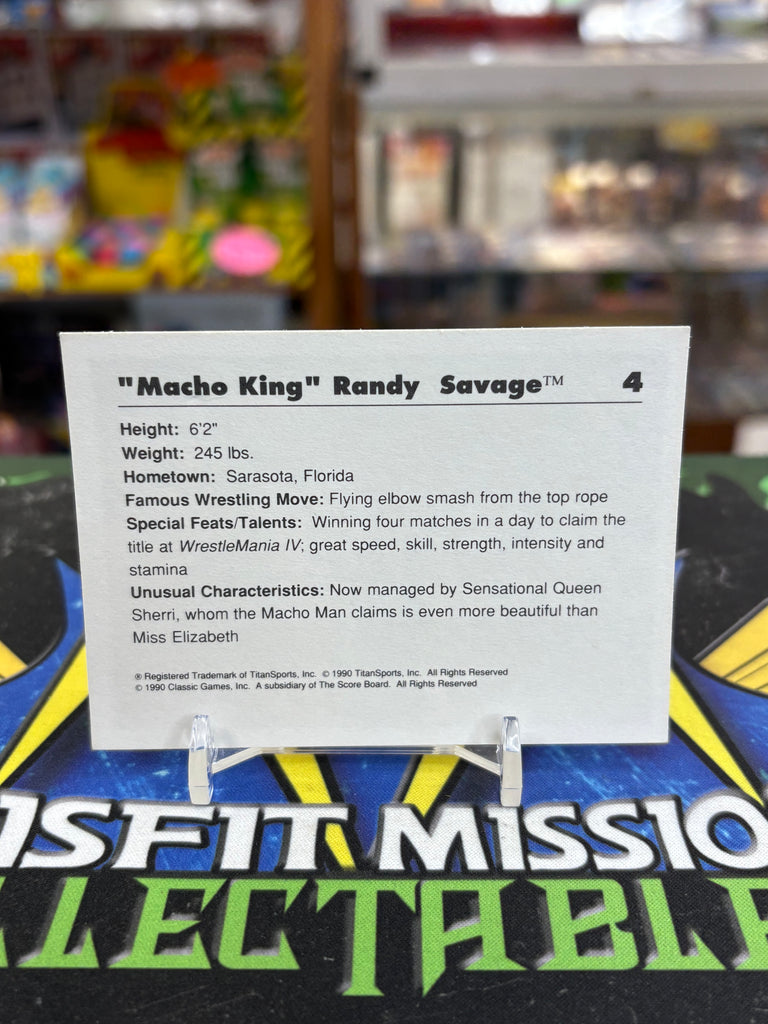 "Macho King" Randy Savage™ 4
Height: 6'2"
Weight: 245 lbs.
Hometown: Sarasota, Florida
Famous Wrestling Move: Flying elbow smash from the top rope
Special Feats/Talents: Winning four matches in a day to claim the
title at WrestleMania IV; great speed, skill, strength, intensity and
stamina
Unusual Characteristics: Now managed by Sensational Queen
Sherri, whom the Macho Man claims is even more beautiful than
Miss Elizabeth
® Registered Trademark of TitanSports, Inc. © 1990 TitanSports, Inc. All Rights Reserved
© 1990 Classic Games, Inc. A subsidiary of The Score Board. All Rights Reserved
ISFIT MISSIO
LLECTABLE